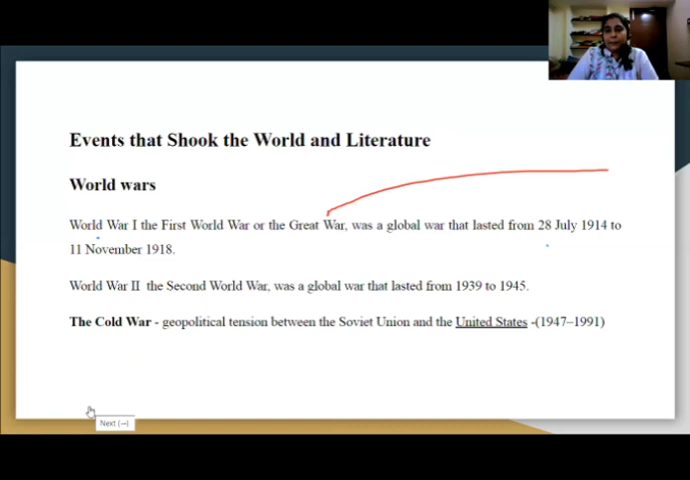 Events that Shook the World and Literature
World wars
World War I the First World War or the Great War, was a global war that lasted from 28 July 1914 to
11 November 1918.
World War II the Second World War, was a global war that lasted from 1939 to 1945.
The Cold War - geopolitical tension between the Soviet Union and the United States -(1947–1991)
Next (→)